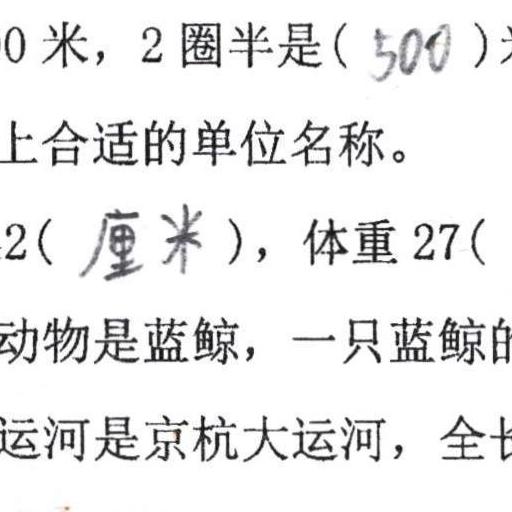 0米，2圈半是(500)
上合适的单位名称。
2(厘米)，体重27(
动物是蓝鲸，一只蓝鲸的
运河是京杭大运河，全长